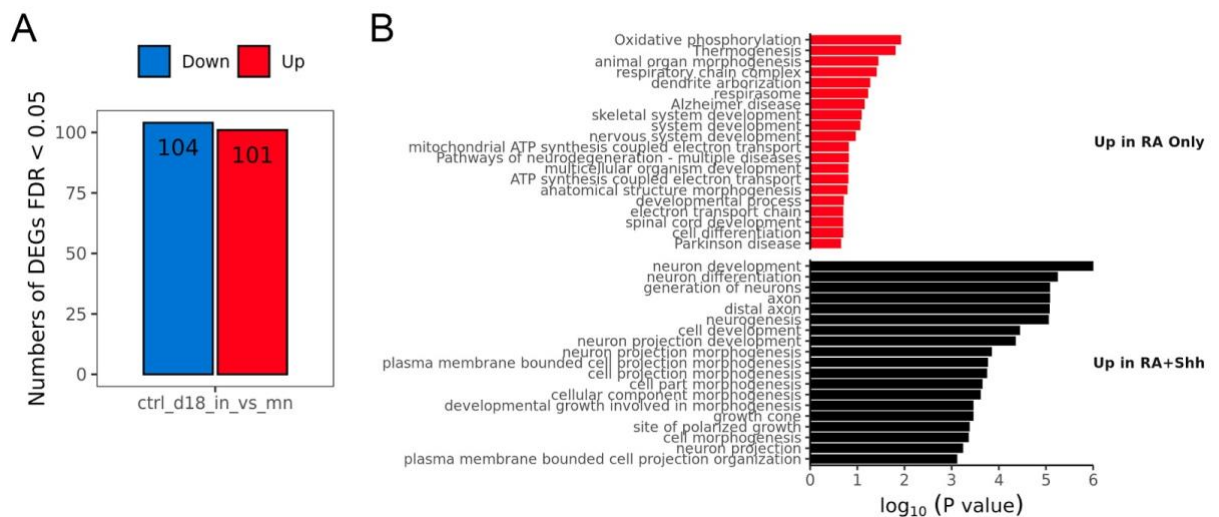 A
Down Up
Numbers of DEGs FDR < 0.05
100
75
50
25
0
104
101
ctrl_d18_in_vs_mn
B
Oxidative phosphorylation
Thermogenesis
animal organ morphogenesis
respiratory chain complex
dendrite arborization
respirasome
Alzheimer disease
skeletal system development
system development
nervous system development
mitochondrial ATP synthesis coupled electron transport
Pathways of neurodegeneration - multiple diseases
multicellular organism development
ATP synthesis coupled electron transport
anatomical structure morphogenesis
developmental process
electron transport chain
spinal cord development
cell differentiation
Parkinson disease
Up in RA Only
neuron development
neuron differentiation
generation of neurons
axon
distal axon
neurogenesis
cell development
neuron projection development
neuron projection morphogenesis
plasma membrane bounded cell projection morphogenesis
cell projection morphogenesis
cell part morphogenesis
cellular component morphogenesis
developmental growth involved in morphogenesis
growth cone
site of polarized growth
cell morphogenesis
neuron projection
plasma membrane bounded cell projection organization
Up in RA+Shh
0 1 2 3 4 5 6
log₁₀ (P value)